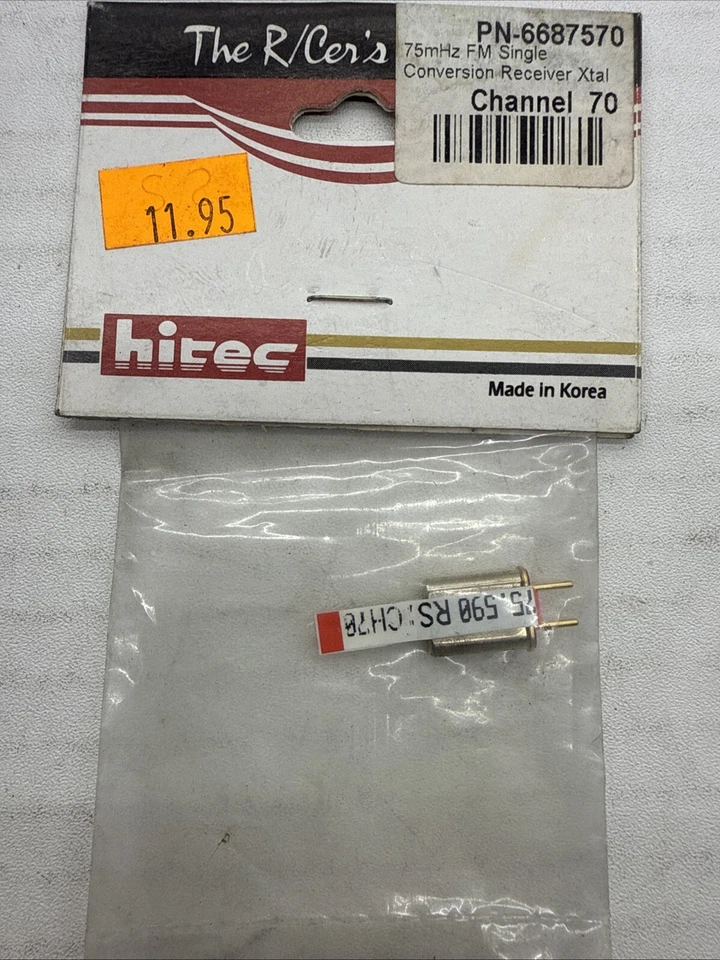 The R/Cer's
PN-6687570
75mHz FM Single
Conversion Receiver Xtal
Channel 70
11.95
hitec
Made in Korea
75.590 RS:CH70